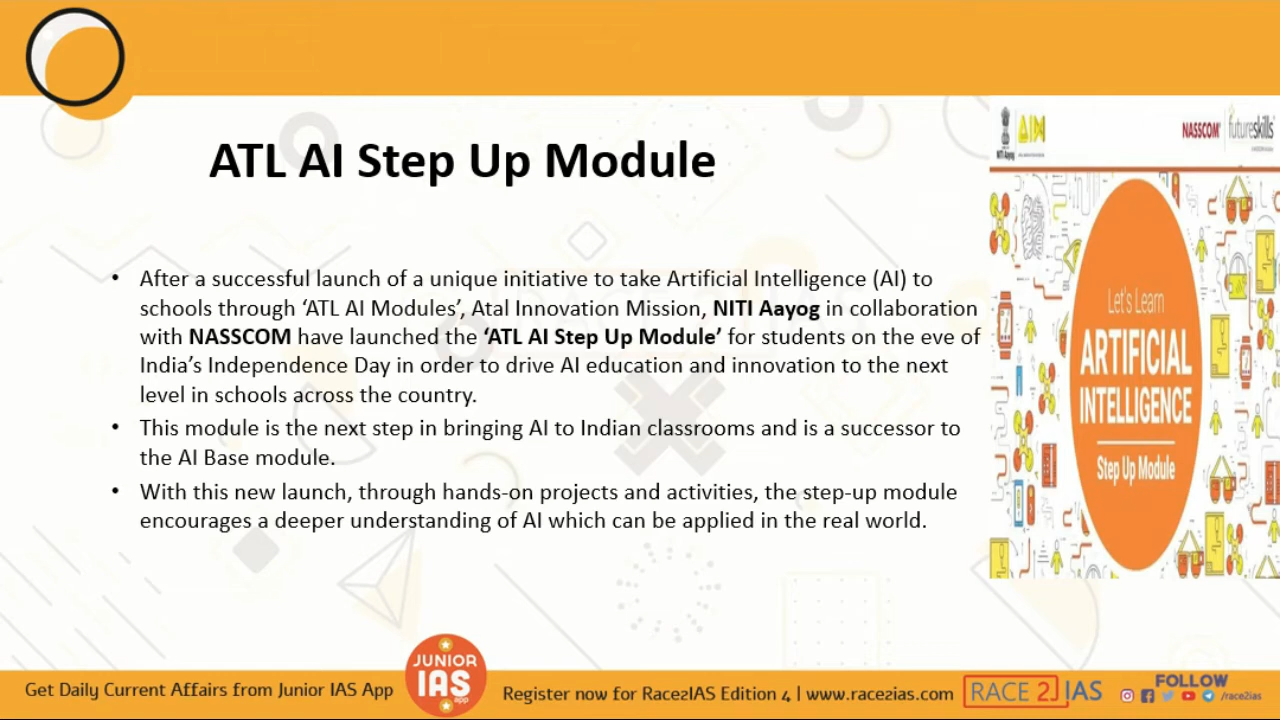 ATL AI Step Up Module
• After a successful launch of a unique initiative to take Artificial Intelligence (AI) to
schools through ‘ATL AI Modules’, Atal Innovation Mission, NITI Aayog in collaboration
with NASSCOM have launched the ‘ATL AI Step Up Module’ for students on the eve of
India’s Independence Day in order to drive AI education and innovation to the next
level in schools across the country.
• This module is the next step in bringing AI to Indian classrooms and is a successor to
the AI Base module.
• With this new launch, through hands-on projects and activities, the step-up module
encourages a deeper understanding of AI which can be applied in the real world.
NITI Aayog
AIM
NASSCOM
futureskills
Let's Learn
ARTIFICIAL
INTELLIGENCE
Step Up Module
Get Daily Current Affairs from Junior IAS App
JUNIOR
IAS
app
Register now for Race2IAS Edition 4 | www.race2ias.com
RACE 2 IAS
FOLLOW
/race2ias